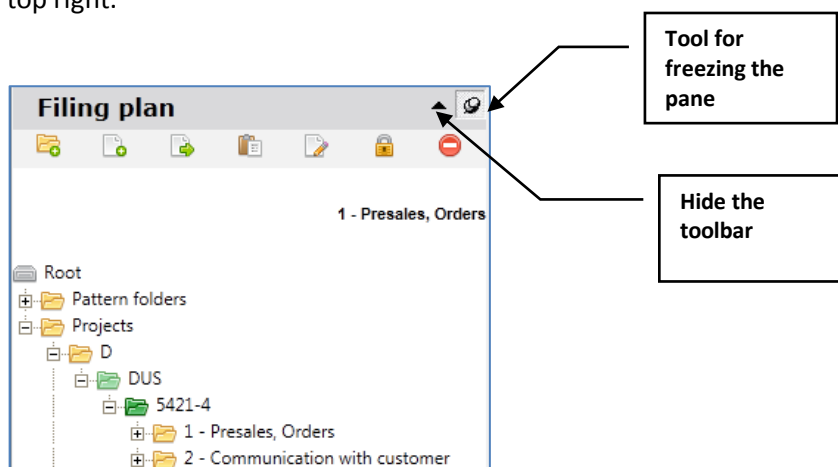 top right.
Tool for
freezing the
pane
Filing plan
Hide the
toolbar
1 - Presales, Orders
Root
Pattern folders
Projects
D
DUS
5421-4
1 - Presales, Orders
2 - Communication with customer